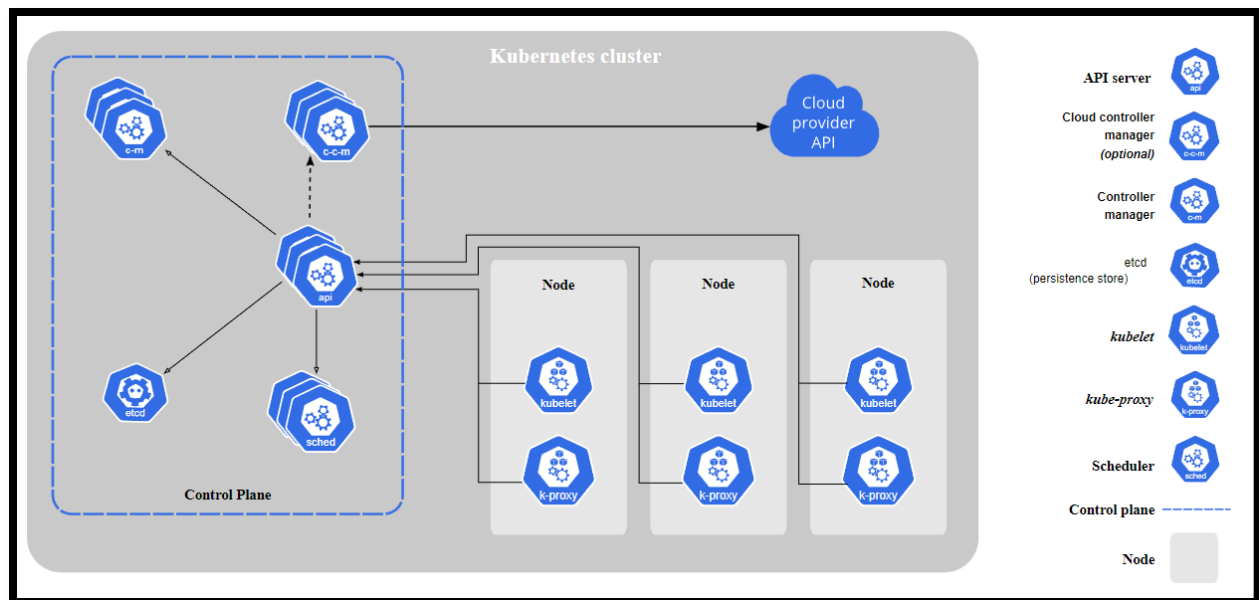 Kubernetes cluster
c-m
c-c-m
Cloud
provider
API
api
Node
Node
Node
etcd
sched
kubelet
kubelet
kubelet
k-proxy
k-proxy
k-proxy
Control Plane
API server
api
Cloud controller
manager
(optional)
c-c-m
Controller
manager
c-m
etcd
(persistence store)
etcd
kubelet
kubelet
kube-proxy
k-proxy
Scheduler
sched
Control plane
Node